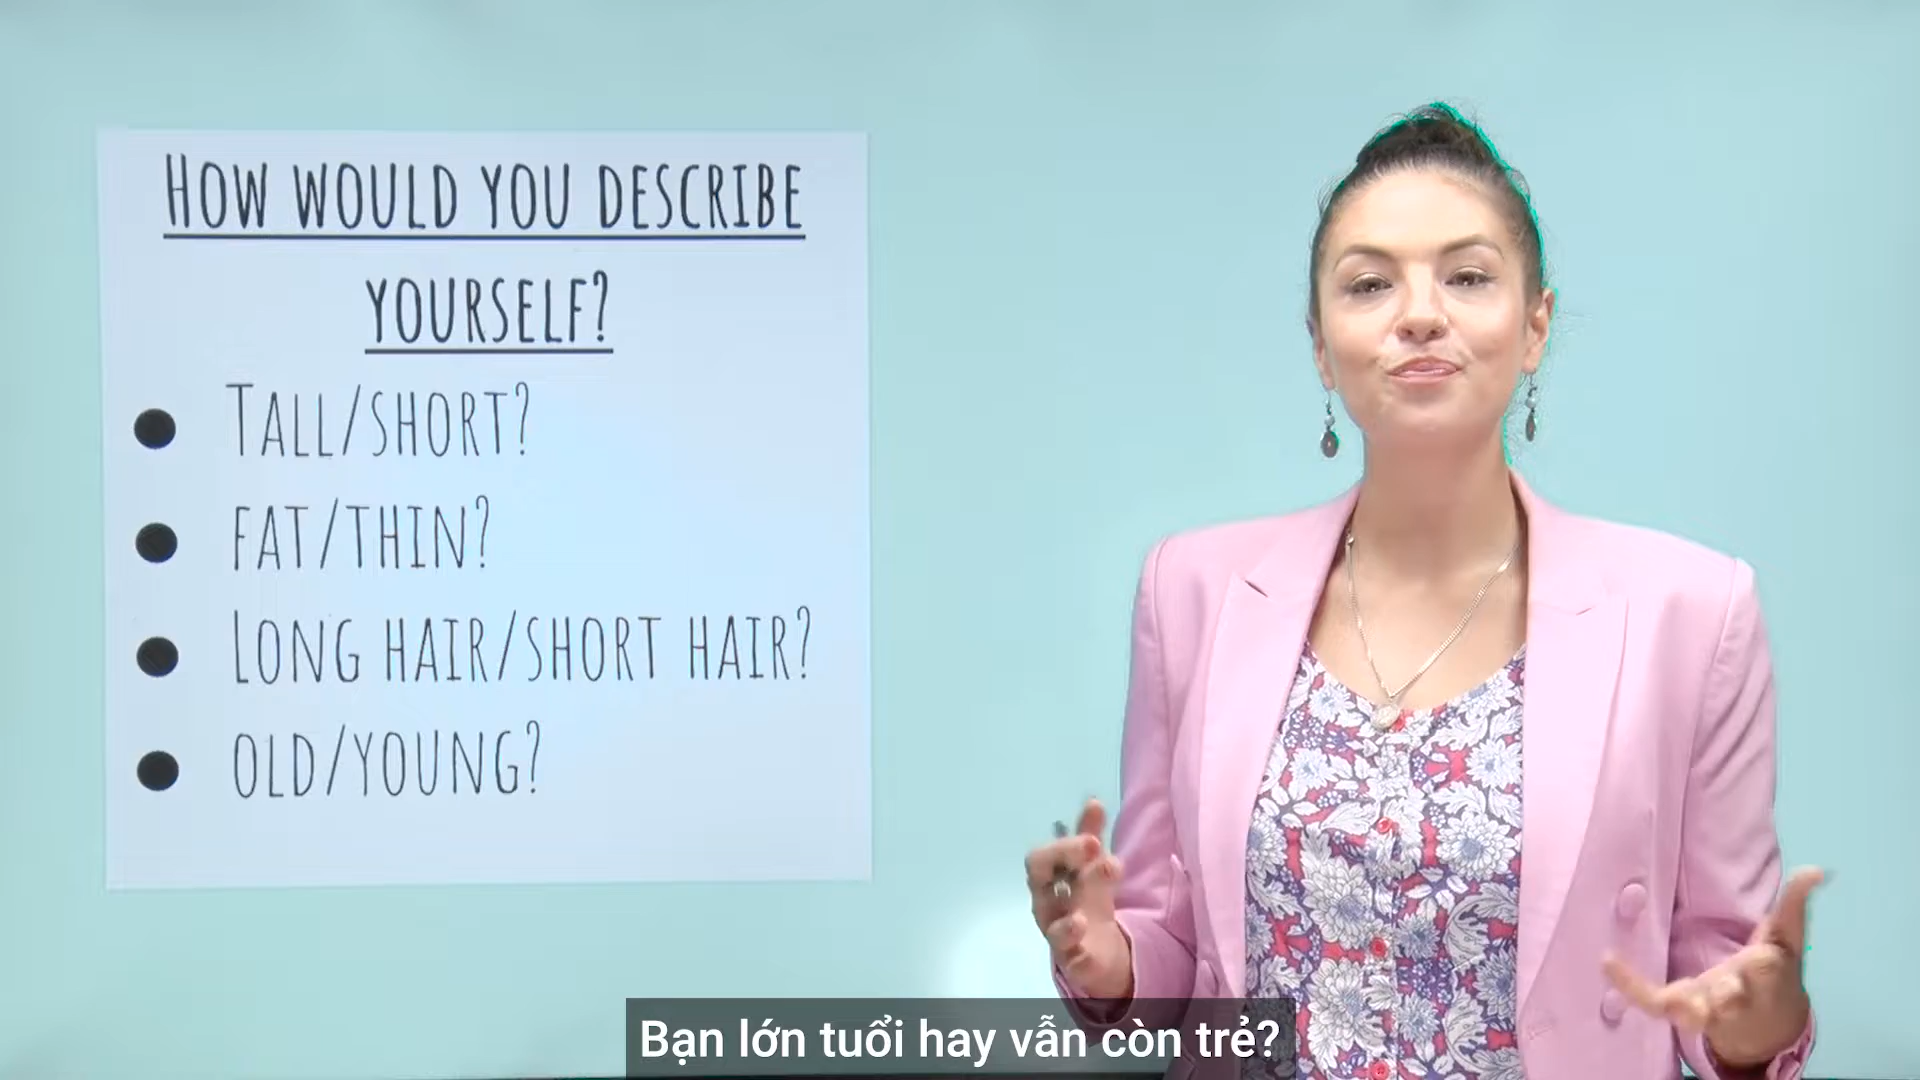 HOW WOULD YOU DESCRIBE
YOURSELF?
● TALL/SHORT?
● FAT/THIN?
● LONG HAIR/SHORT HAIR?
● OLD/YOUNG?
Bạn lớn tuổi hay vẫn còn trẻ?